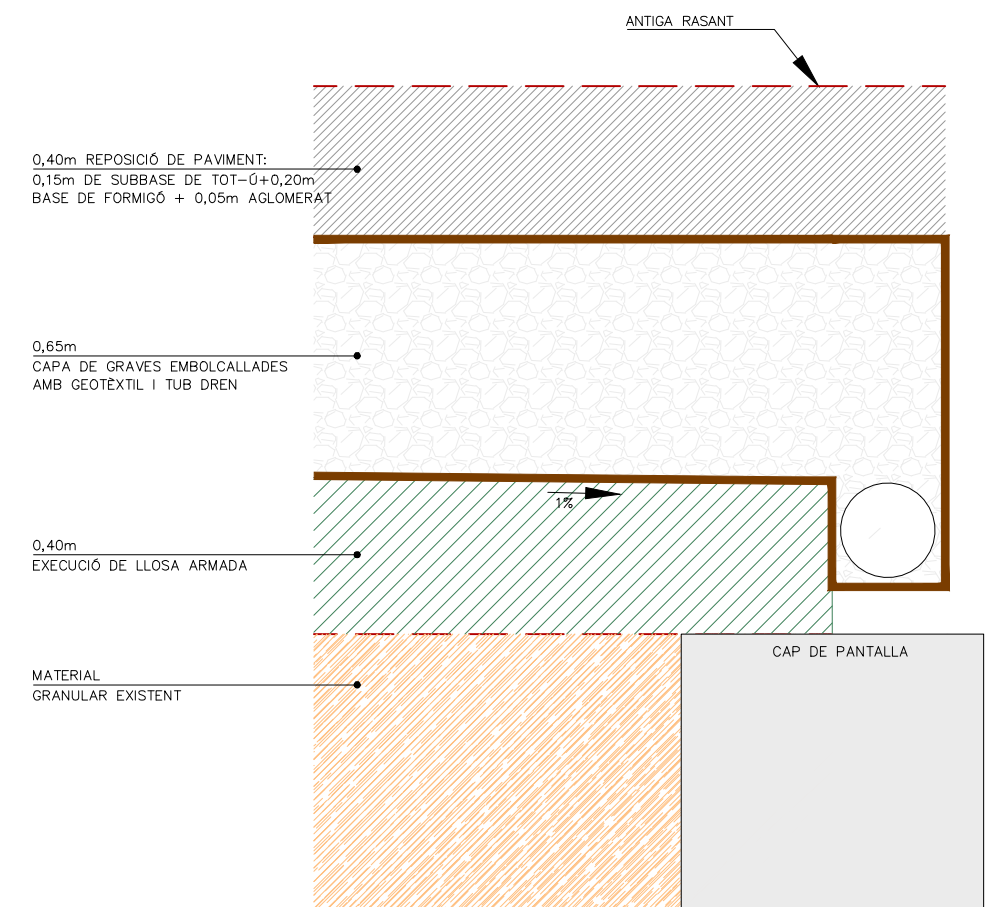 ANTIGA RASANT
0,40m REPOSICIÓ DE PAVIMENT:
0,15m DE SUBBASE DE TOT-Ú+0,20m
BASE DE FORMIGÓ + 0,05m AGLOMERAT
0,65m
CAPA DE GRAVES EMBOLCALLADES
AMB GEOTÈXTIL I TUB DREN
1%
0,40m
EXECUCIÓ DE LLOSA ARMADA
CAP DE PANTALLA
MATERIAL
GRANULAR EXISTENT